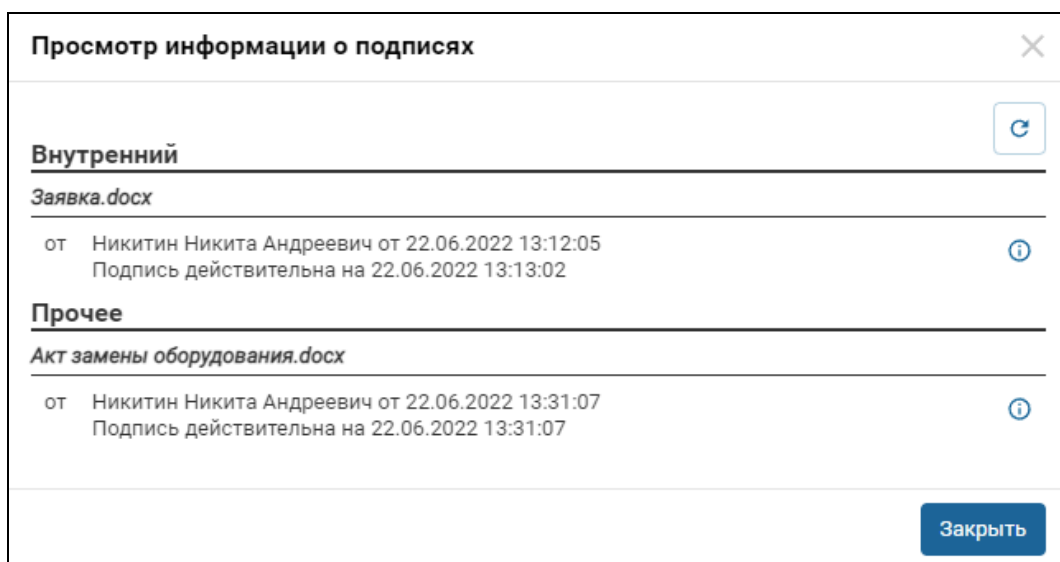 Просмотр информации о подписях
Внутренний
Заявка.docx
от Никитин Никита Андреевич от 22.06.2022 13:12:05
Подпись действительна на 22.06.2022 13:13:02
Прочее
Акт замены оборудования.docx
от Никитин Никита Андреевич от 22.06.2022 13:31:07
Подпись действительна на 22.06.2022 13:31:07
Закрыть